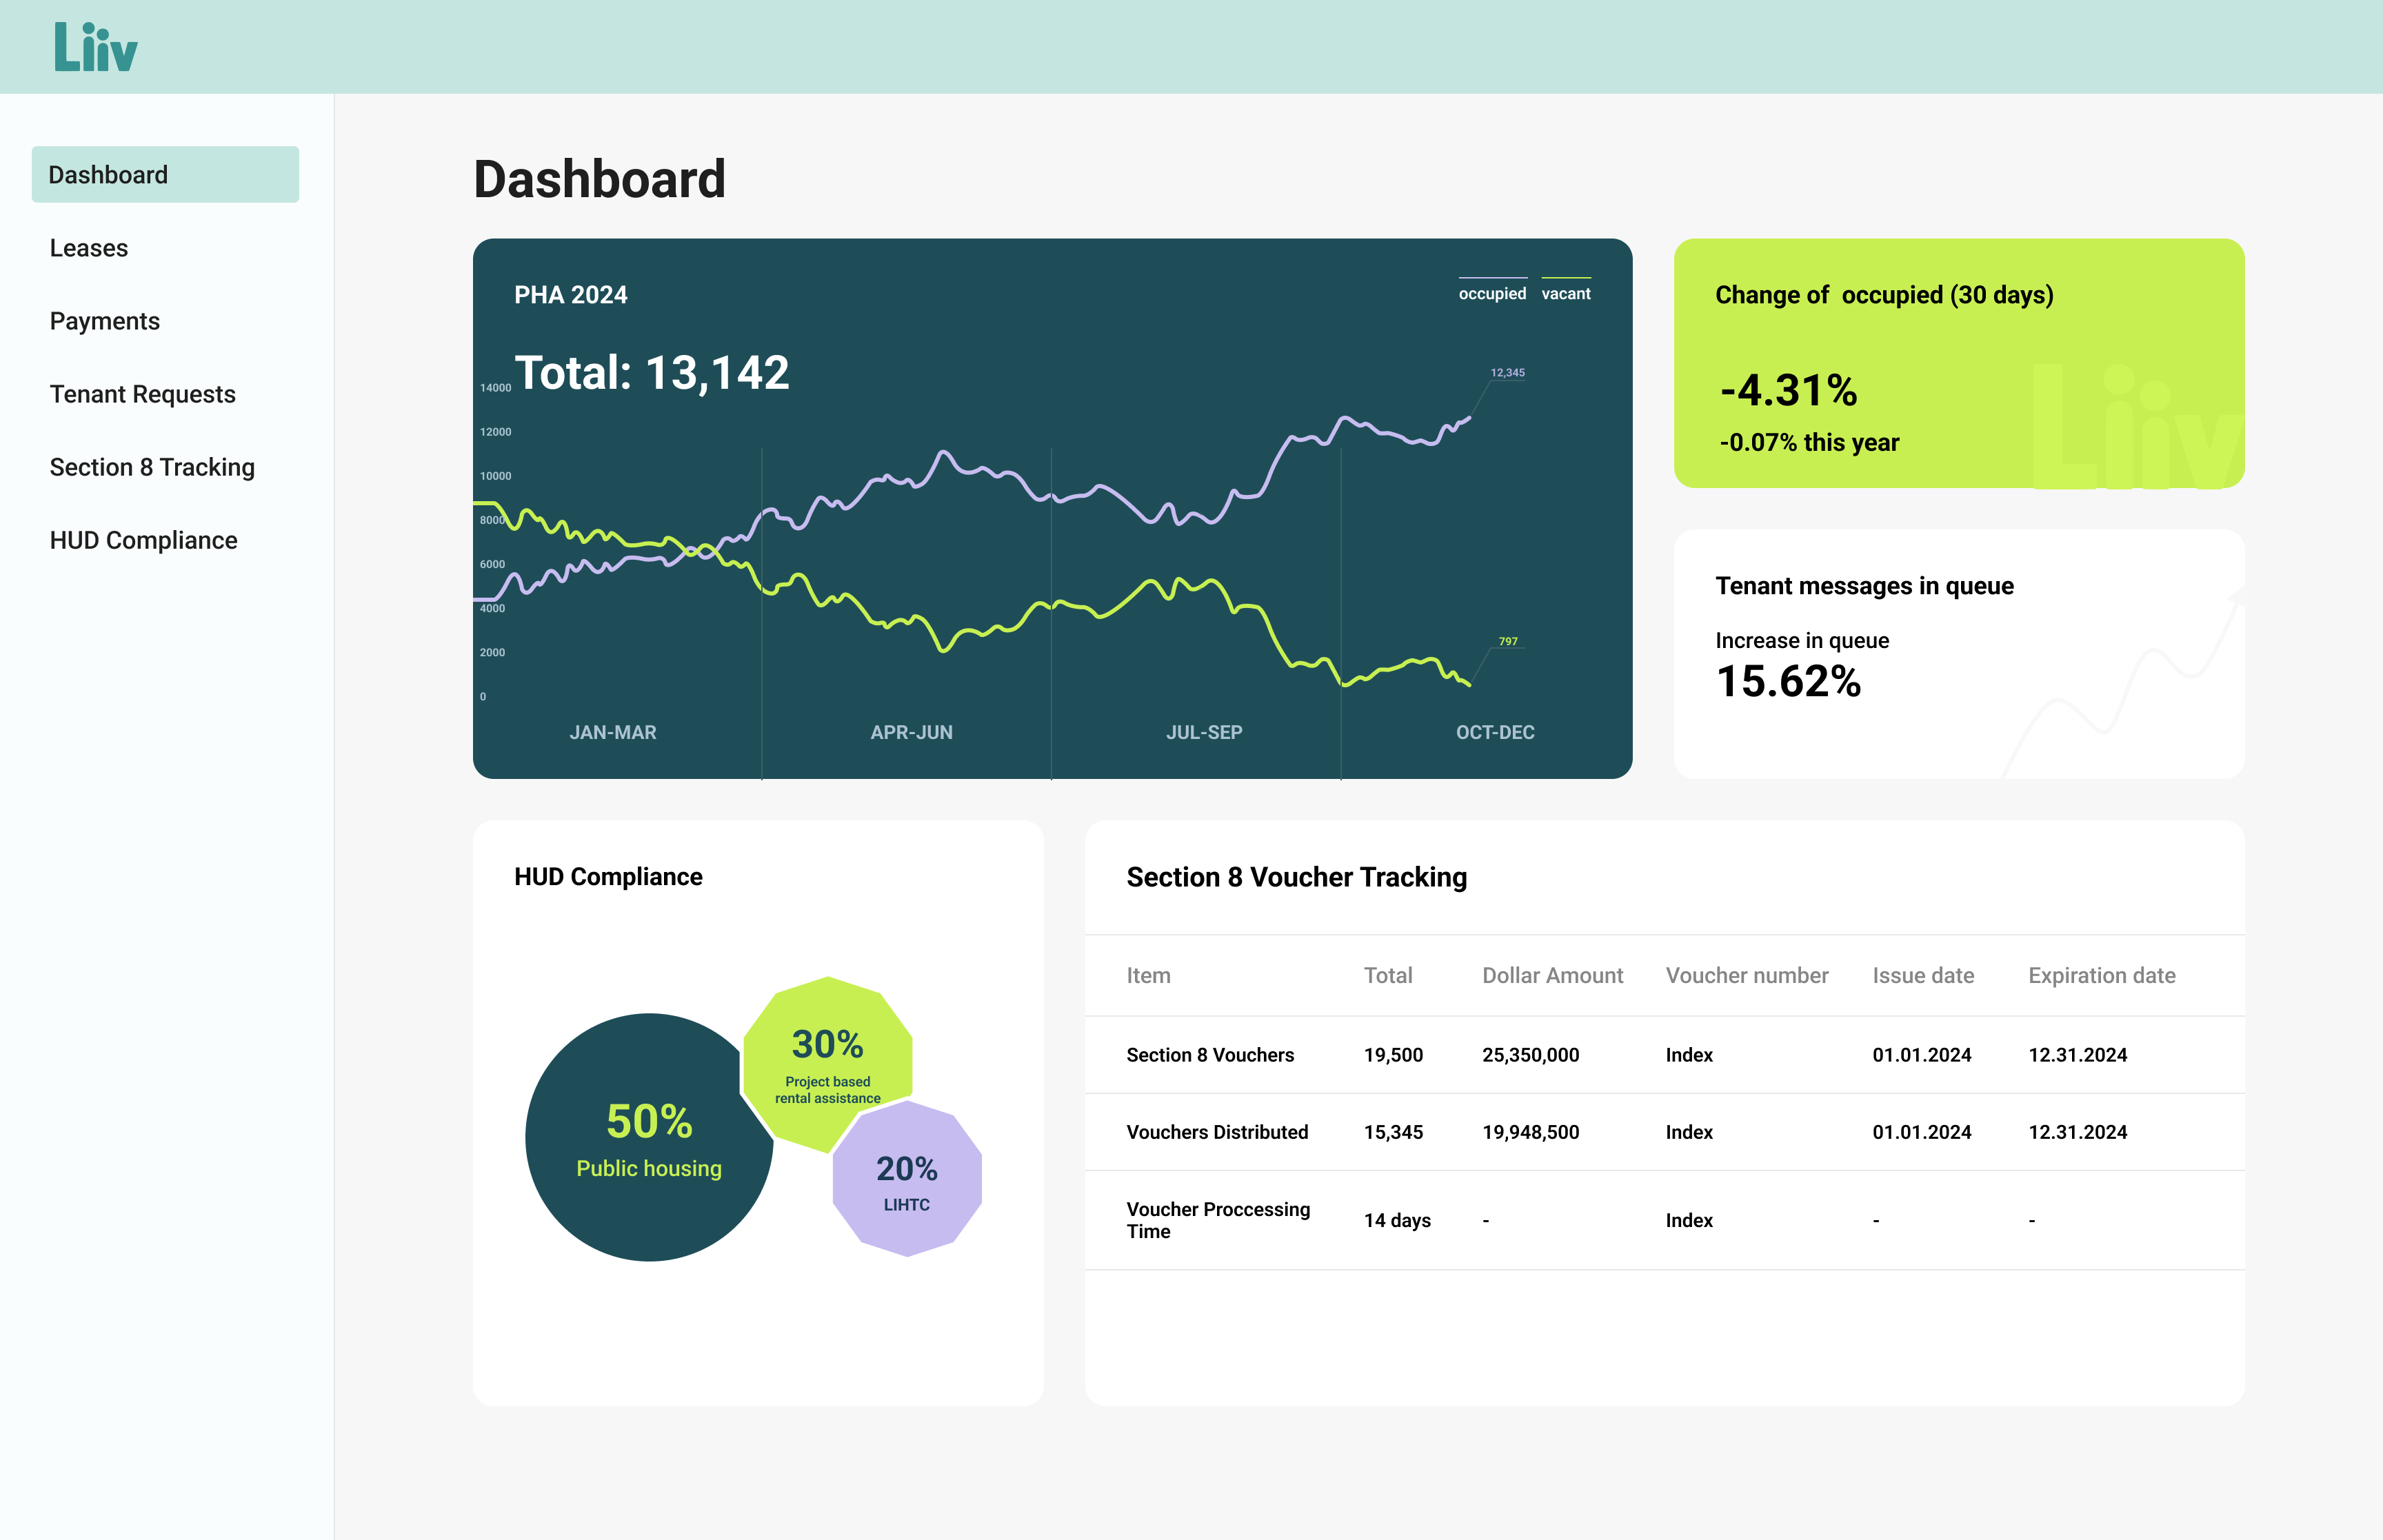 Liiv
Dashboard
Leases
Payments
Tenant Requests
Section 8 Tracking
HUD Compliance
Dashboard
PHA 2024
occupied vacant
Total: 13,142
14000
12000
10000
8000
6000
4000
2000
0
12,345
797
JAN-MAR APR-JUN JUL-SEP OCT-DEC
Change of  occupied (30 days)
-4.31%
-0.07% this year
Liiv
Tenant messages in queue
Increase in queue
15.62%
HUD Compliance
30%
Project based
rental assistance
50%
Public housing
20%
LIHTC
Section 8 Voucher Tracking
Item Total Dollar Amount Voucher number Issue date Expiration date
Section 8 Vouchers 19,500 25,350,000 Index 01.01.2024 12.31.2024
Vouchers Distributed 15,345 19,948,500 Index 01.01.2024 12.31.2024
Voucher Proccessing
Time 14 days - Index - -